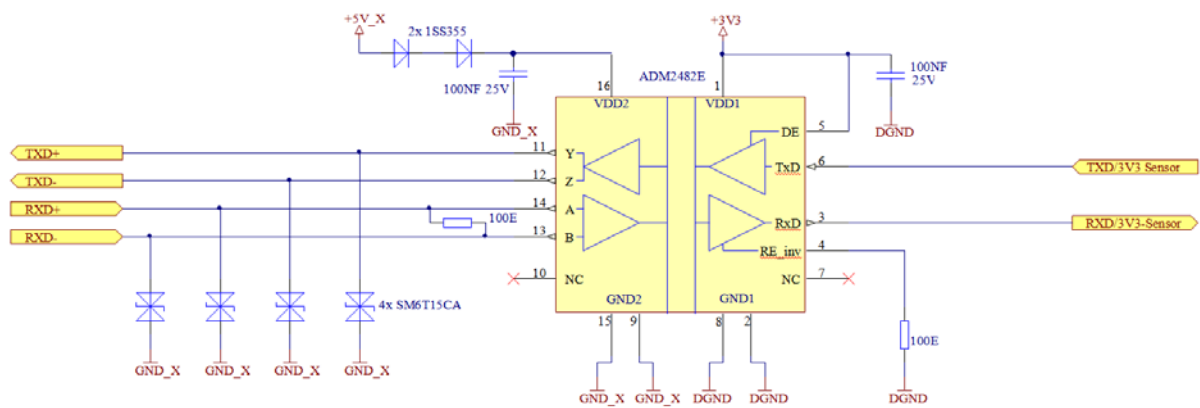 +5V_X
2x 1SS355
100NF 25V
GND_X
+3V3
ADM2482E
100NF
25V
DGND
16
VDD2
1
VDD1
DE
5
TXD+
11
Y
TxD
6
TXD/3V3 Sensor
TXD-
12
Z
RXD+
14
A
100E
RxD
3
RXD/3V3-Sensor
RXD-
13
B
RE_inv
4
10
NC
NC
7
GND2
GND1
4x SM6T15CA
15
9
8
2
100E
GND_X
GND_X
GND_X
GND_X
GND_X
GND_X
DGND
DGND
DGND